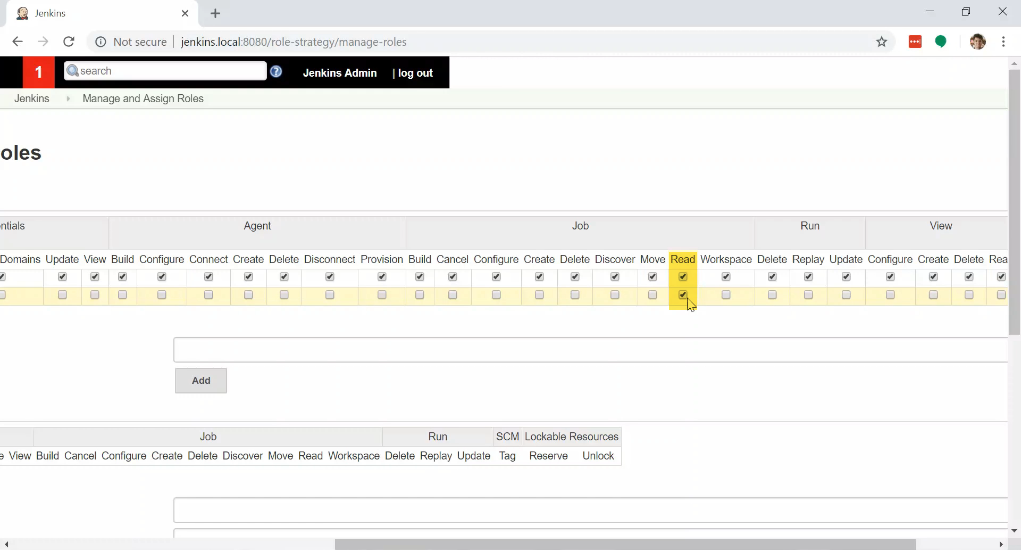 Jenkins
Not secure | jenkins.local:8080/role-strategy/manage-roles
1 search ? Jenkins Admin | log out
Jenkins Manage and Assign Roles
oles
ntials Agent Job Run View
Domains Update View Build Configure Connect Create Delete Disconnect Provision Build Cancel Configure Create Delete Discover Move Read Workspace Delete Replay Update Configure Create Delete Rea
Add
Job Run SCM Lockable Resources
e View Build Cancel Configure Create Delete Discover Move Read Workspace Delete Replay Update Tag Reserve Unlock